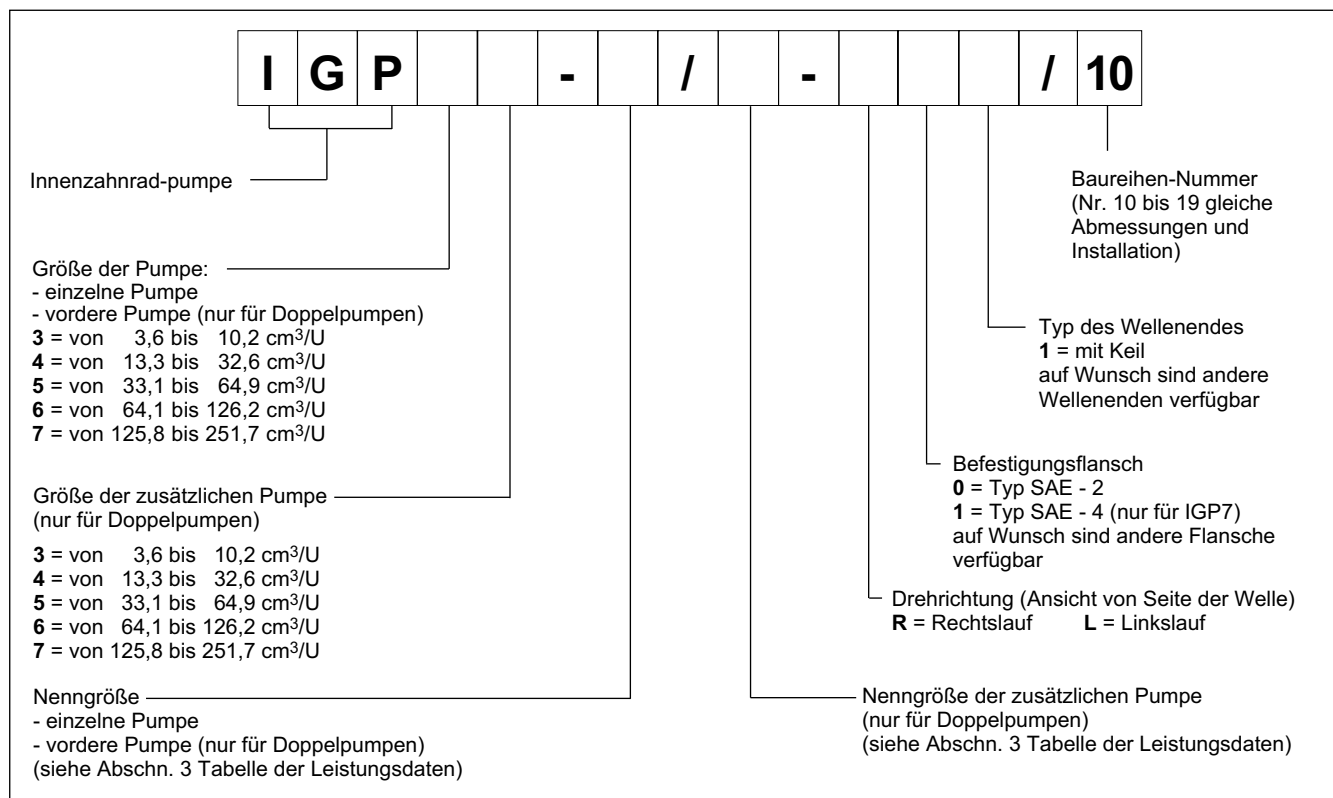 I G P - / - / 10
Innenzahnrad-pumpe
Baureihen-Nummer
(Nr. 10 bis 19 gleiche
Abmessungen und
Installation)
Größe der Pumpe:
- einzelne Pumpe
- vordere Pumpe (nur für Doppelpumpen)
3 = von 3,6 bis 10,2 cm³/U
4 = von 13,3 bis 32,6 cm³/U
5 = von 33,1 bis 64,9 cm³/U
6 = von 64,1 bis 126,2 cm³/U
7 = von 125,8 bis 251,7 cm³/U
Typ des Wellenendes
1 = mit Keil
auf Wunsch sind andere
Wellenenden verfügbar
Größe der zusätzlichen Pumpe
(nur für Doppelpumpen)
3 = von 3,6 bis 10,2 cm³/U
4 = von 13,3 bis 32,6 cm³/U
5 = von 33,1 bis 64,9 cm³/U
6 = von 64,1 bis 126,2 cm³/U
7 = von 125,8 bis 251,7 cm³/U
Befestigungsflansch
0 = Typ SAE - 2
1 = Typ SAE - 4 (nur für IGP7)
auf Wunsch sind andere Flansche
verfügbar
Drehrichtung (Ansicht von Seite der Welle)
R = Rechtslauf L = Linkslauf
Nenngröße
- einzelne Pumpe
- vordere Pumpe (nur für Doppelpumpen)
(siehe Abschn. 3 Tabelle der Leistungsdaten)
Nenngröße der zusätzlichen Pumpe
(nur für Doppelpumpen)
(siehe Abschn. 3 Tabelle der Leistungsdaten)